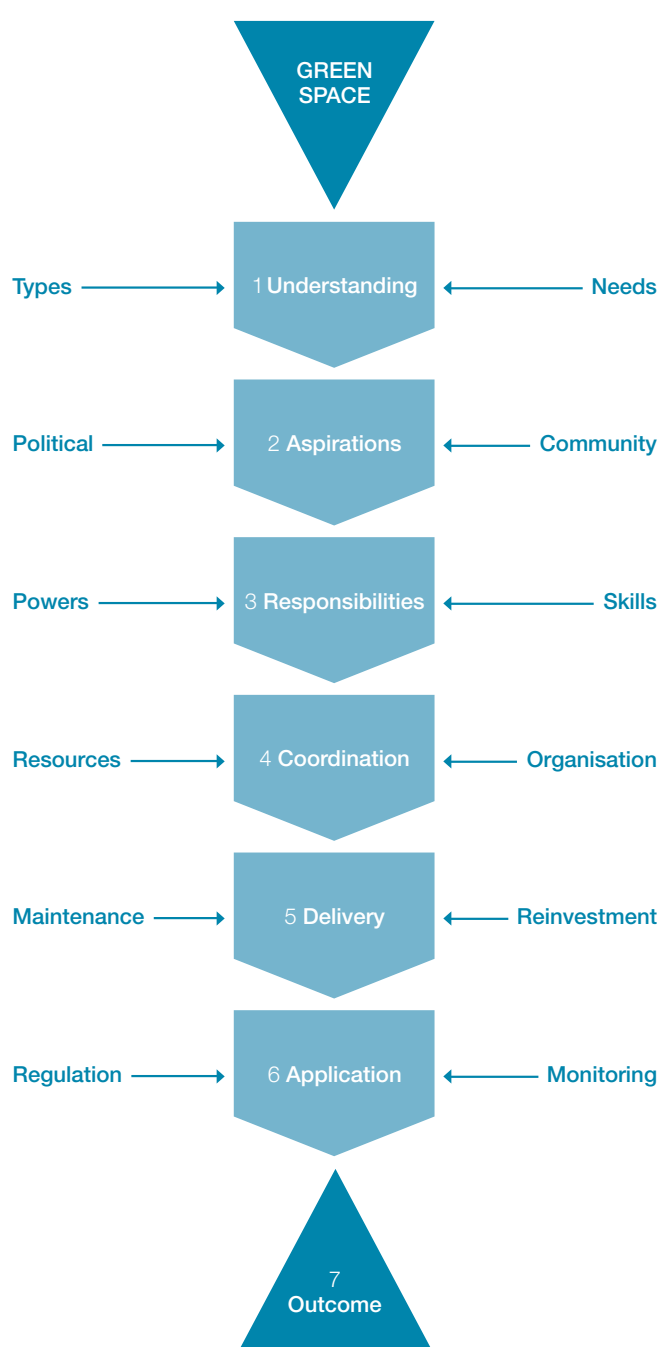 GREEN
SPACE
Types
1 Understanding
Needs
Political
2 Aspirations
Community
Powers
3 Responsibilities
Skills
Resources
4 Coordination
Organisation
Maintenance
5 Delivery
Reinvestment
Regulation
6 Application
Monitoring
7
Outcome